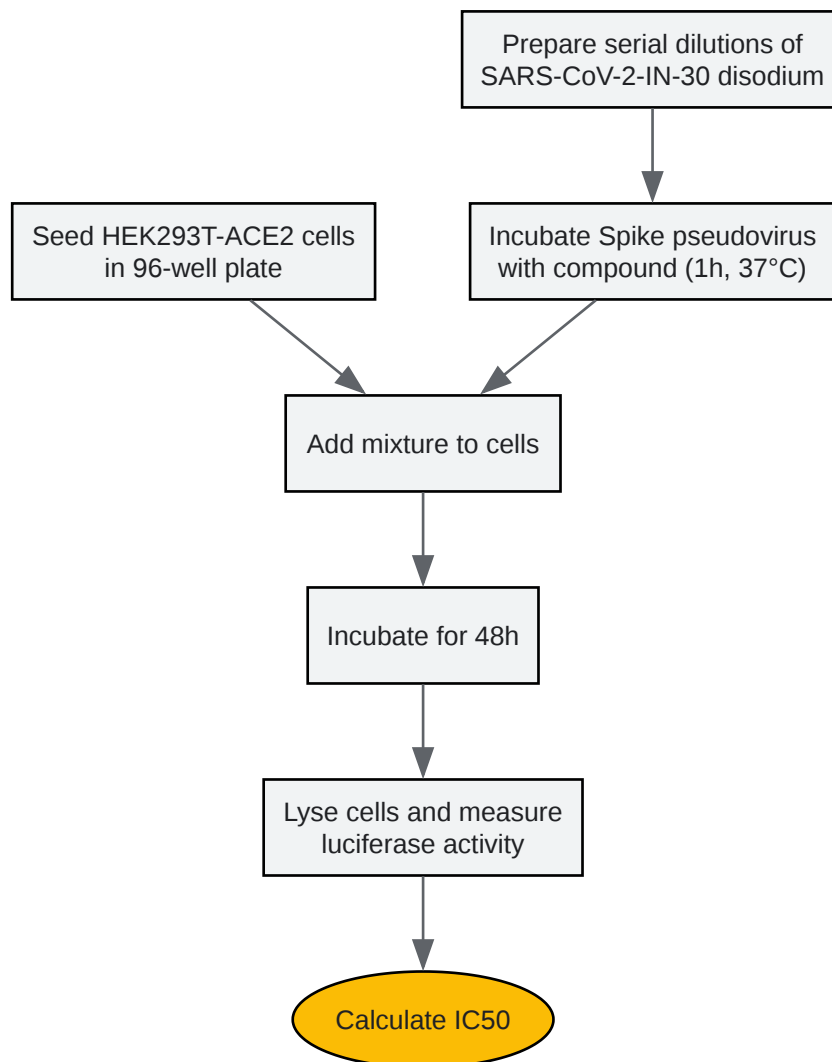 Prepare serial dilutions of
SARS-CoV-2-IN-30 disodium
Seed HEK293T-ACE2 cells
in 96-well plate
Incubate Spike pseudovirus
with compound (1h, 37°C)
Add mixture to cells
Incubate for 48h
Lyse cells and measure
luciferase activity
Calculate IC50